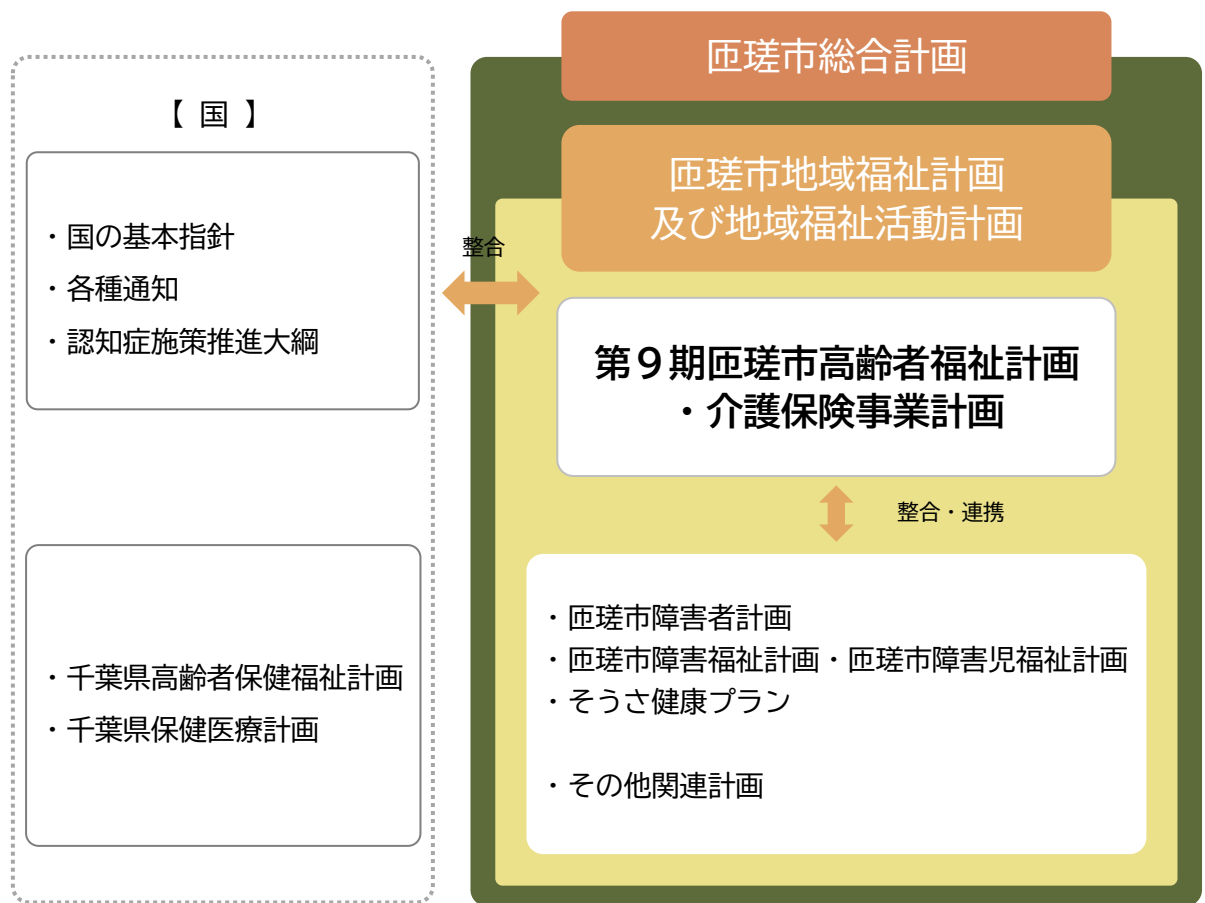 【 国 】
・国の基本指針
・各種通知
・認知症施策推進大綱
・千葉県高齢者保健福祉計画
・千葉県保健医療計画
整合
匝瑳市総合計画
匝瑳市地域福祉計画
及び地域福祉活動計画
第９期匝瑳市高齢者福祉計画
・介護保険事業計画
整合・連携
・匝瑳市障害者計画
・匝瑳市障害福祉計画・匝瑳市障害児福祉計画
・そうさ健康プラン
・その他関連計画